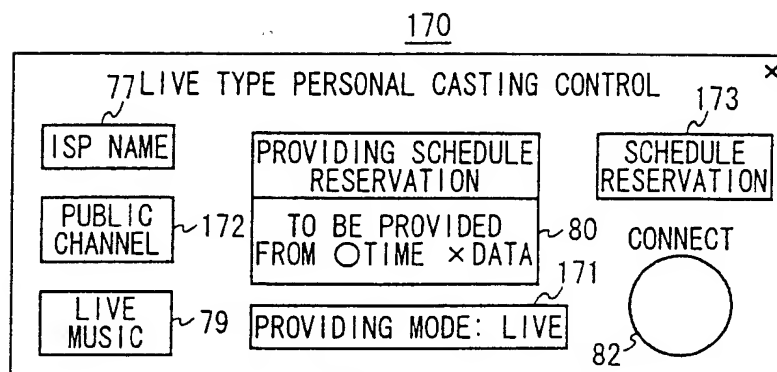 170
×
77 LIVE TYPE PERSONAL CASTING CONTROL
173
ISP NAME
PROVIDING SCHEDULE
RESERVATION
SCHEDULE
RESERVATION
PUBLIC
CHANNEL
172
TO BE PROVIDED
FROM ○TIME ×DATA
80
CONNECT
171
LIVE
MUSIC
79
PROVIDING MODE: LIVE
82